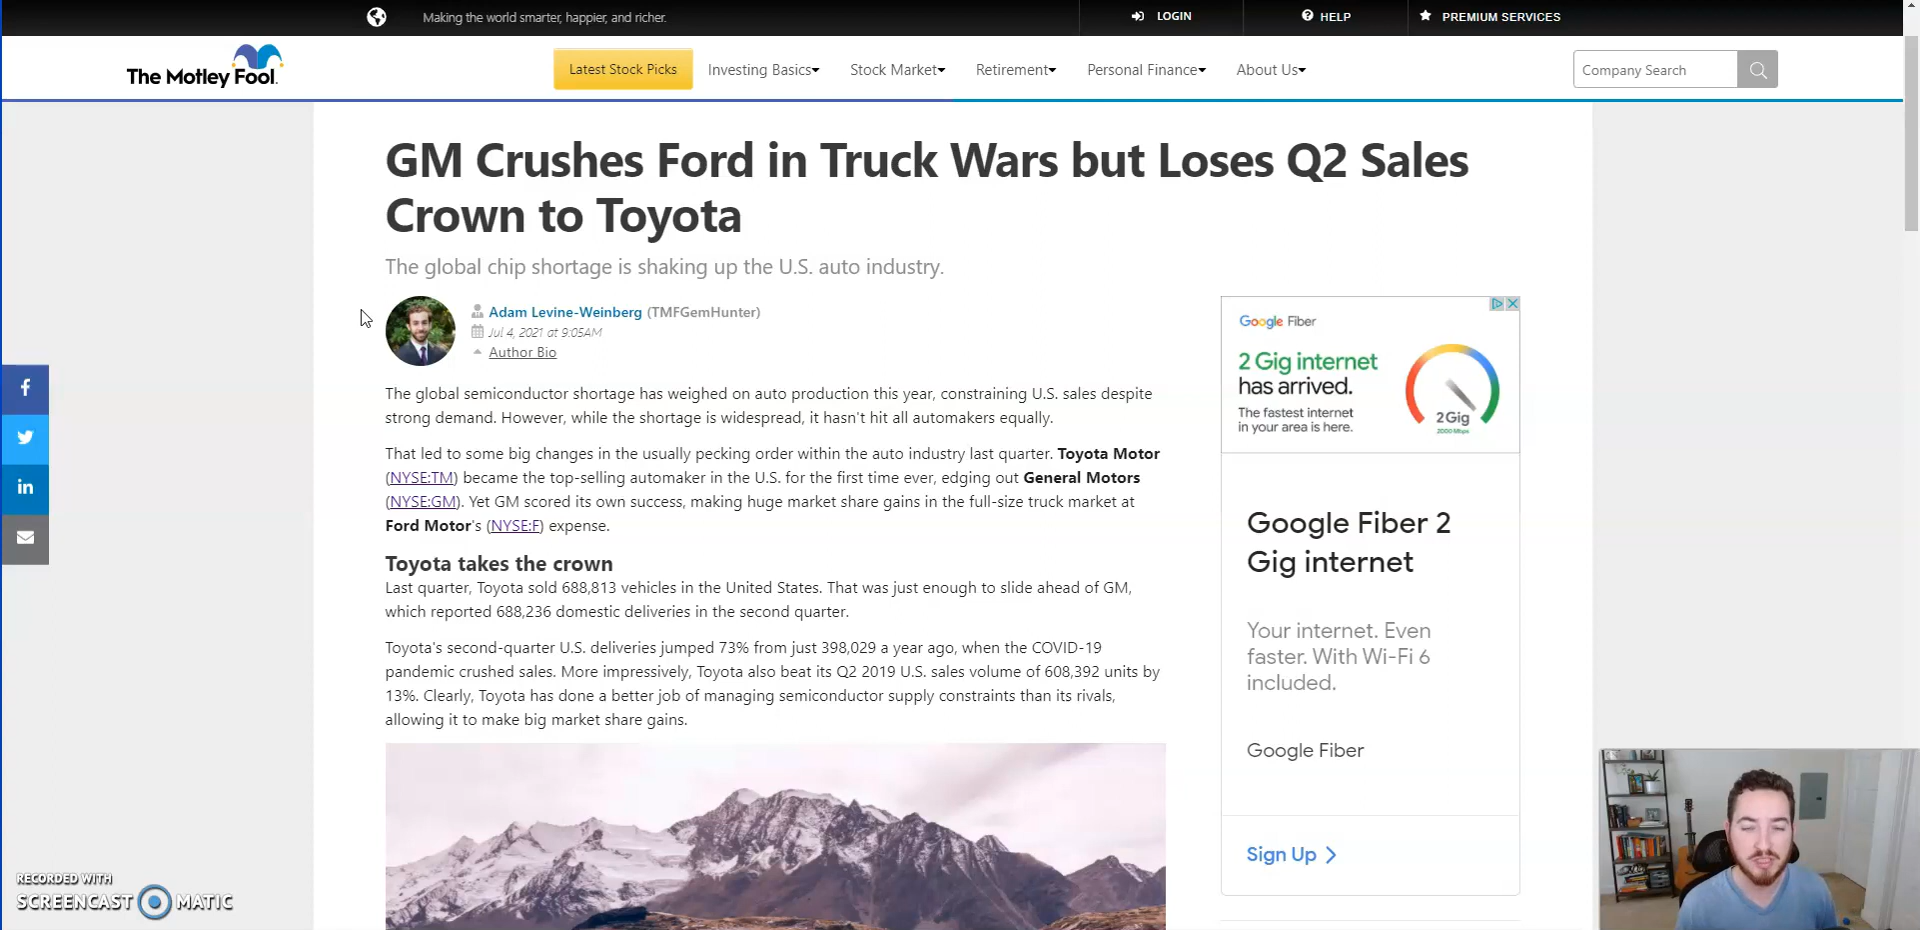 Making the world smarter, happier, and richer.
LOGIN
HELP
PREMIUM SERVICES
The Motley Fool.
Latest Stock Picks
Investing Basics
Stock Market
Retirement
Personal Finance
About Us
Company Search
GM Crushes Ford in Truck Wars but Loses Q2 Sales
Crown to Toyota
The global chip shortage is shaking up the U.S. auto industry.
Adam Levine-Weinberg (TMFGemHunter)
Jul 4, 2021 at 9:05AM
Author Bio
The global semiconductor shortage has weighed on auto production this year, constraining U.S. sales despite
strong demand. However, while the shortage is widespread, it hasn't hit all automakers equally.
That led to some big changes in the usually pecking order within the auto industry last quarter. Toyota Motor
(NYSE:TM) became the top-selling automaker in the U.S. for the first time ever, edging out General Motors
(NYSE:GM). Yet GM scored its own success, making huge market share gains in the full-size truck market at
Ford Motor's (NYSE:F) expense.
Toyota takes the crown
Last quarter, Toyota sold 688,813 vehicles in the United States. That was just enough to slide ahead of GM,
which reported 688,236 domestic deliveries in the second quarter.
Toyota's second-quarter U.S. deliveries jumped 73% from just 398,029 a year ago, when the COVID-19
pandemic crushed sales. More impressively, Toyota also beat its Q2 2019 U.S. sales volume of 608,392 units by
13%. Clearly, Toyota has done a better job of managing semiconductor supply constraints than its rivals,
allowing it to make big market share gains.
Google Fiber
2 Gig internet
has arrived.
The fastest internet
in your area is here.
2 Gig
2000 Mbps
Google Fiber 2
Gig internet
Your internet. Even
faster. With Wi-Fi 6
included.
Google Fiber
Sign Up
RECORDED WITH
SCREENCAST MATIC